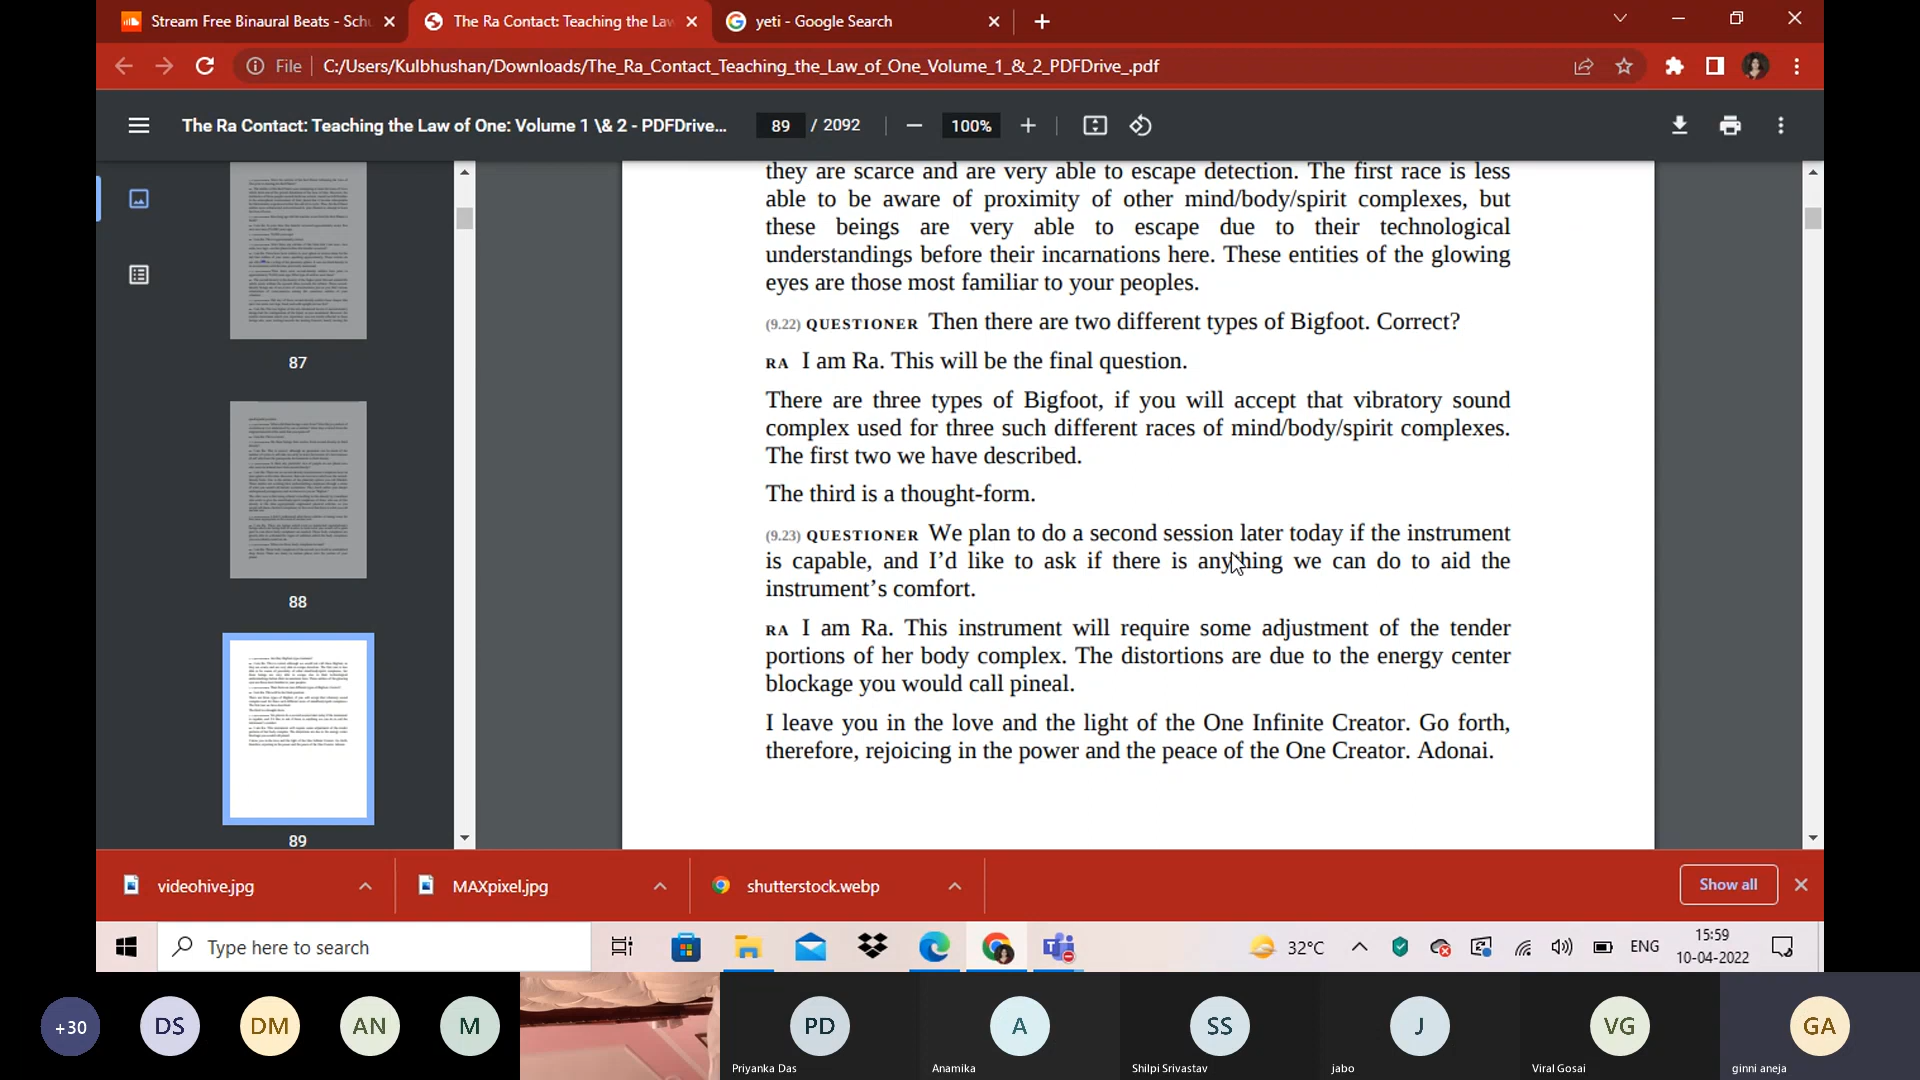 Stream Free Binaural Beats - Sch
The Ra Contact: Teaching the Law
yeti - Google Search
File
C:/Users/Kulbhushan/Downloads/The_Ra_Contact_Teaching_the_Law_of_One_Volume_1_&_2_PDFDrive_.pdf
The Ra Contact: Teaching the Law of One: Volume 1 \& 2 - PDFDrive...
89 / 2092
100%
87
88
89
they are scarce and are very able to escape detection. The first race is less
able to be aware of proximity of other mind/body/spirit complexes, but
these beings are very able to escape due to their technological
understandings before their incarnations here. These entities of the glowing
eyes are those most familiar to your peoples.
(9.22) QUESTIONER Then there are two different types of Bigfoot. Correct?
RA I am Ra. This will be the final question.
There are three types of Bigfoot, if you will accept that vibratory sound
complex used for three such different races of mind/body/spirit complexes.
The first two we have described.
The third is a thought-form.
(9.23) QUESTIONER We plan to do a second session later today if the instrument
is capable, and I’d like to ask if there is anything we can do to aid the
instrument’s comfort.
RA I am Ra. This instrument will require some adjustment of the tender
portions of her body complex. The distortions are due to the energy center
blockage you would call pineal.
I leave you in the love and the light of the One Infinite Creator. Go forth,
therefore, rejoicing in the power and the peace of the One Creator. Adonai.
videohive.jpg
MAXpixel.jpg
shutterstock.webp
Show all
Type here to search
32°C
ENG
15:59
10-04-2022
+30
DS
DM
AN
M
PD
A
SS
J
VG
GA
Priyanka Das
Anamika
Shilpi Srivastav
jabo
Viral Gosai
ginni aneja